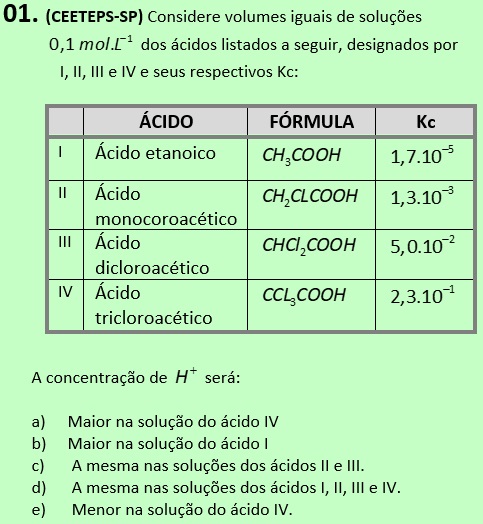 01. (CEETEPS-SP) Considere volumes iguais de soluções
0,1 mol.L⁻¹ dos ácidos listados a seguir, designados por
I, II, III e IV e seus respectivos Kc:
ÁCIDO FÓRMULA Kc
I Ácido etanoico CH₃COOH 1,7.10⁻⁵
II Ácido monocoroacético CH₂CLCOOH 1,3.10⁻³
III Ácido dicloroacético CHCl₂COOH 5,0.10⁻²
IV Ácido tricloroacético CCL₃COOH 2,3.10⁻¹
A concentração de H⁺ será:
a) Maior na solução do ácido IV
b) Maior na solução do ácido I
c) A mesma nas soluções dos ácidos II e III.
d) A mesma nas soluções dos ácidos I, II, III e IV.
e) Menor na solução do ácido IV.